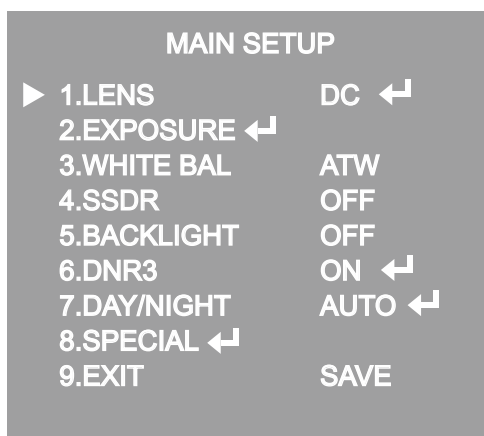 MAIN SETUP
1.LENS DC ↵
2.EXPOSURE ↵
3.WHITE BAL ATW
4.SSDR OFF
5.BACKLIGHT OFF
6.DNR3 ON ↵
7.DAY/NIGHT AUTO ↵
8.SPECIAL ↵
9.EXIT SAVE